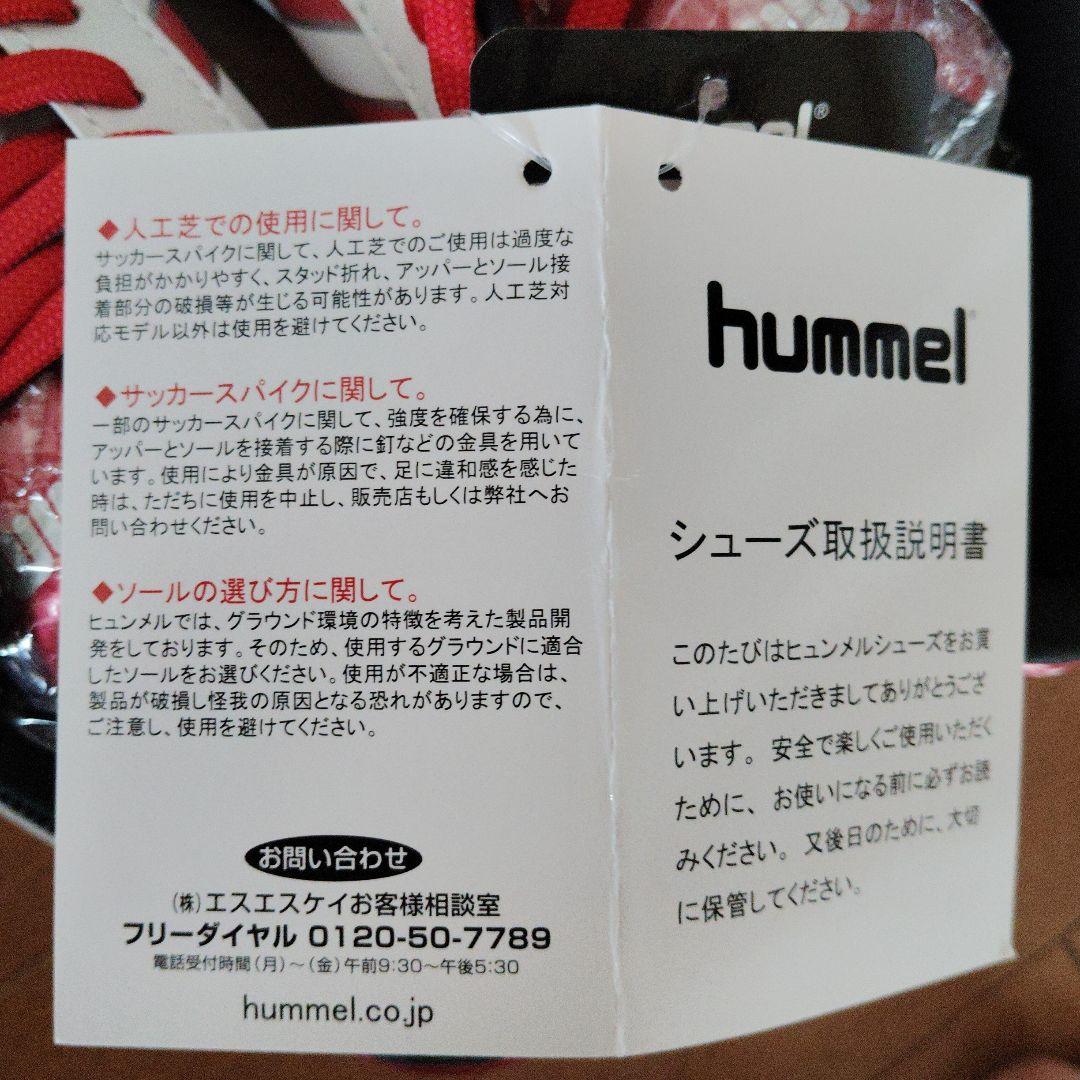 ◆人工芝での使用に関して。
サッカースパイクに関して、人工芝でのご使用は過度な
負担がかかりやすく、スタッド折れ、アッパーとソール接
着部分の破損等が生じる可能性があります。人工芝対
応モデル以外は使用を避けてください。
◆サッカースパイクに関して。
一部のサッカースパイクに関して、強度を確保する為に、
アッパーとソールを接着する際に釘などの金具を用いて
います。使用により金具が原因で、足に違和感を感じた
時は、ただちに使用を中止し、販売店もしくは弊社へお
問い合わせください。
◆ソールの選び方に関して。
ヒュンメルでは、グラウンド環境の特徴を考えた製品開
発をしております。そのため、使用するグラウンドに適合
したソールをお選びください。使用が不適正な場合は、
製品が破損し怪我の原因となる恐れがありますので、
ご注意し、使用を避けてください。
お問い合わせ
(株)エスエスケイお客様相談室
フリーダイヤル 0120-50-7789
電話受付時間(月)〜(金)午前9:30〜午後5:30
hummel.co.jp
hummel®
シューズ取扱説明書
このたびはヒュンメルシューズをお買
い上げいただきましてありがとうござ
います。安全で楽しくご使用いただく
ために、お使いになる前に必ずお読
みください。又後日のために、大切
に保管してください。